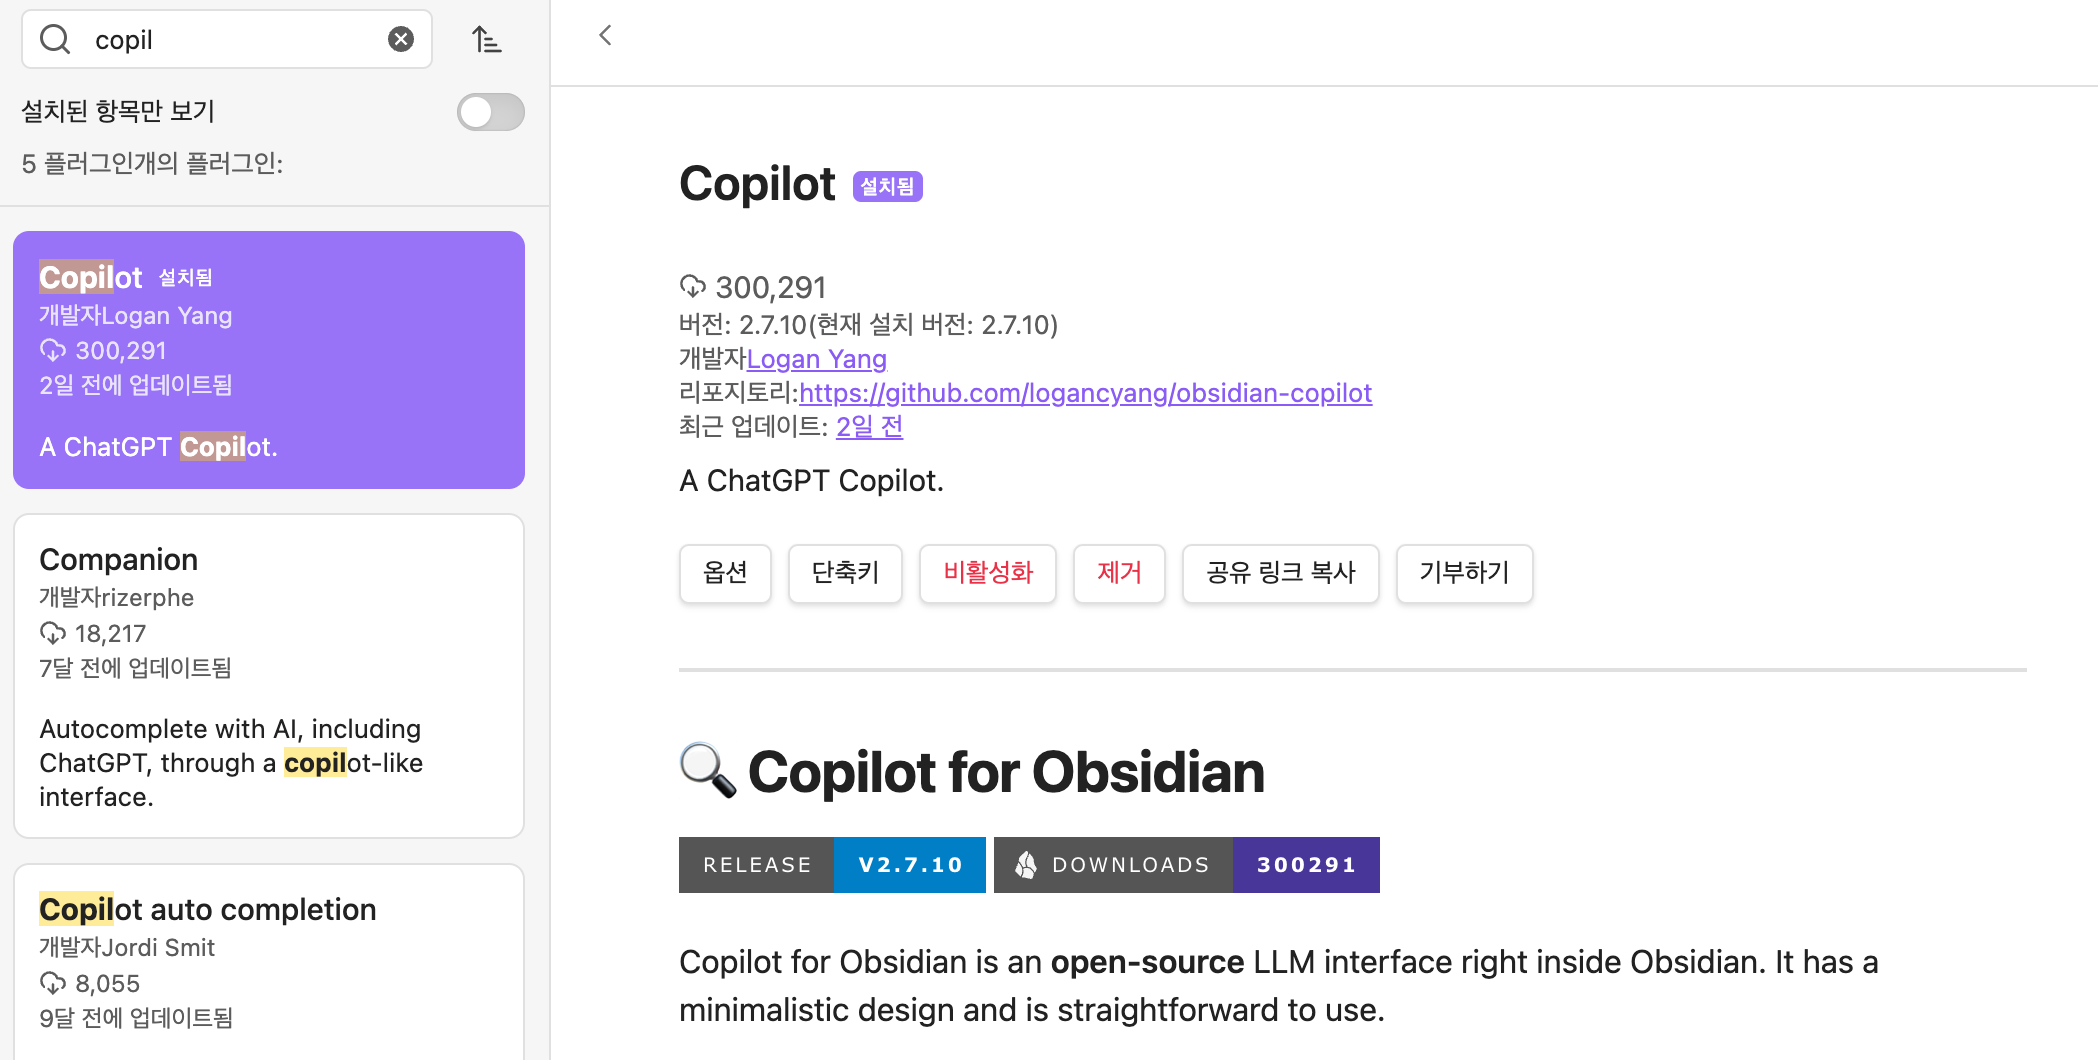 copil
설치된 항목만 보기
5 플러그인개의 플러그인:
Copilot 설치됨
개발자Logan Yang
300,291
2일 전에 업데이트됨
A ChatGPT Copilot.
Companion
개발자rizerphe
18,217
7달 전에 업데이트됨
Autocomplete with AI, including
ChatGPT, through a copilot-like
interface.
Copilot auto completion
개발자Jordi Smit
8,055
9달 전에 업데이트됨
Copilot 설치됨
300,291
버전: 2.7.10(현재 설치 버전: 2.7.10)
개발자Logan Yang
리포지토리:https://github.com/logancyang/obsidian-copilot
최근 업데이트: 2일 전
A ChatGPT Copilot.
옵션 단축키 비활성화 제거 공유 링크 복사 기부하기
Copilot for Obsidian
RELEASE V2.7.10 DOWNLOADS 300291
Copilot for Obsidian is an open-source LLM interface right inside Obsidian. It has a
minimalistic design and is straightforward to use.